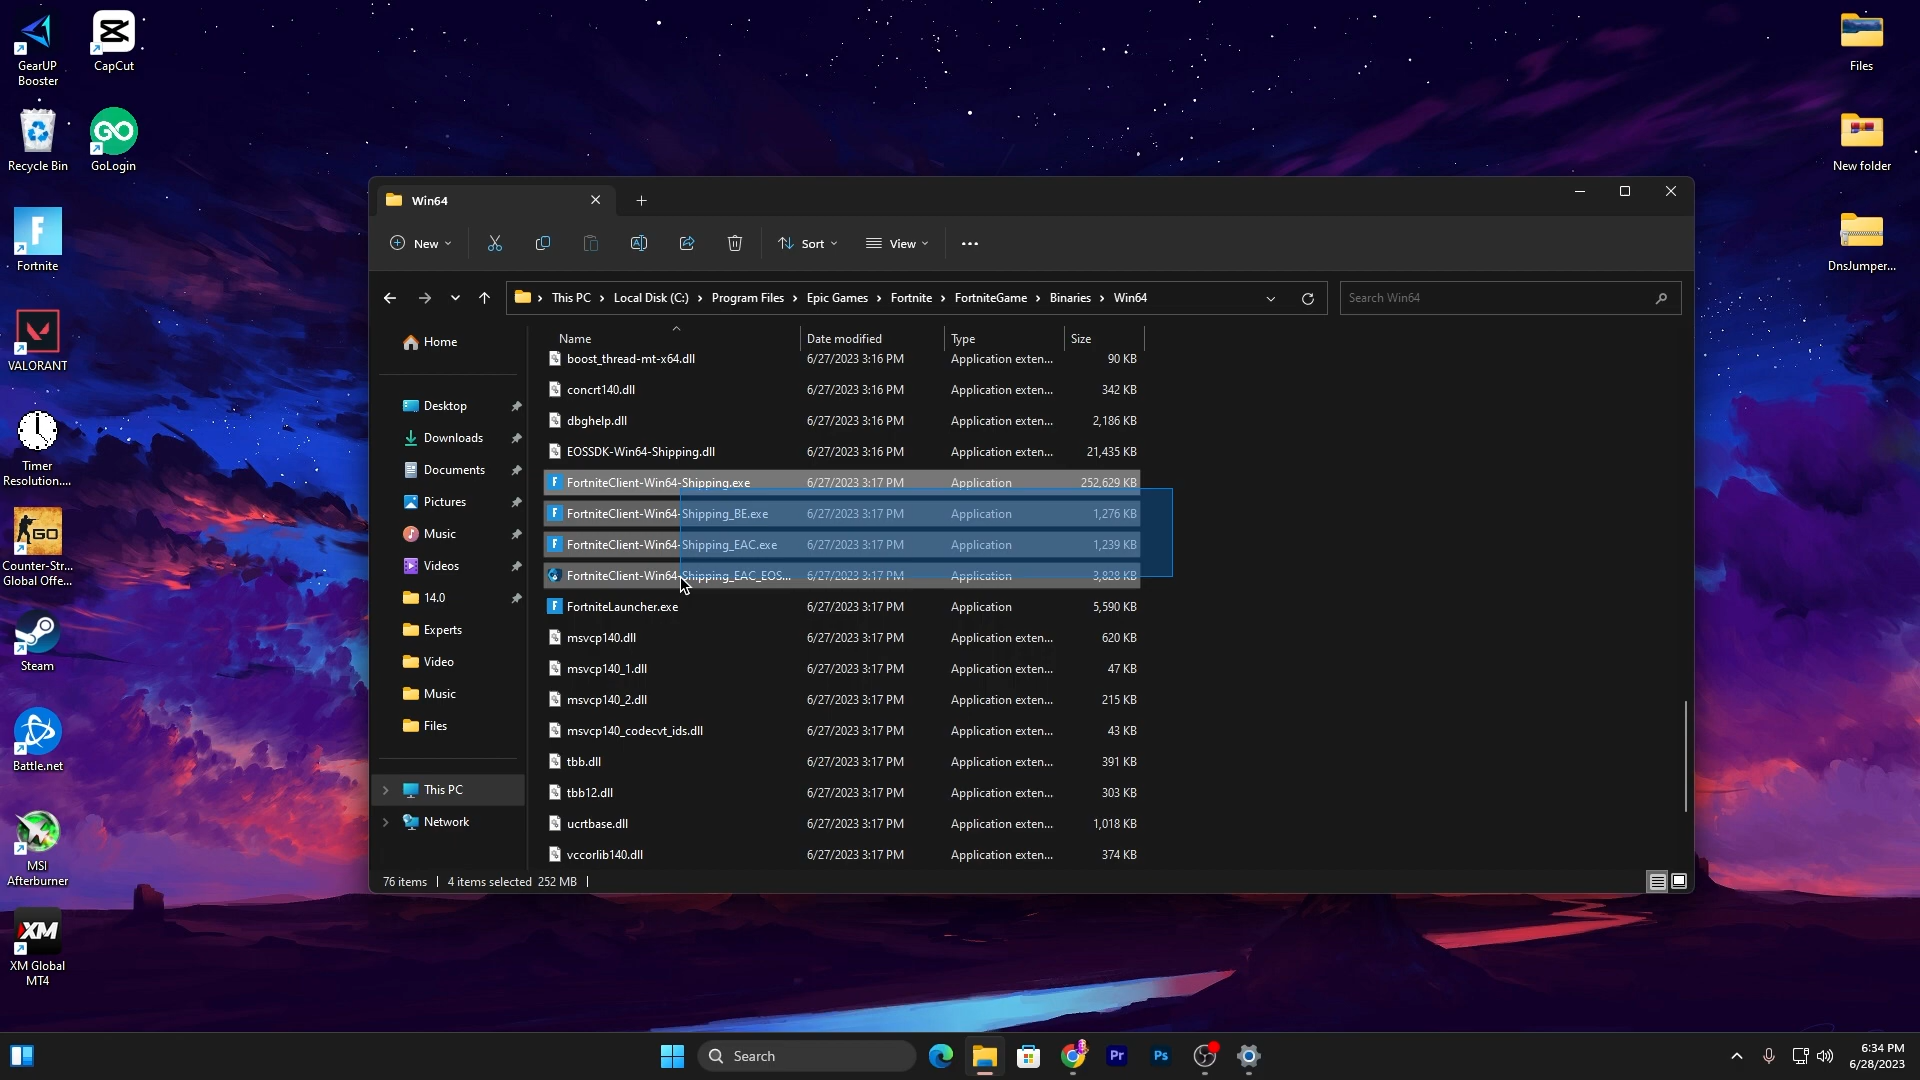 GearUP
Booster
CapCut
Recycle Bin
GO
GoLogin
Fortnite
VALORANT
Timer
Resolution....
GO
Counter-Str...
Global Offe...
Steam
Battle.net
MSI
Afterburner
XM
XM Global
MT4
Files
New folder
DnsJumper...
Win64
New
Sort
View
This PC > Local Disk (C:) > Program Files > Epic Games > Fortnite > FortniteGame > Binaries > Win64
Search Win64
Home
Desktop
Downloads
Documents
Pictures
Music
Videos
14.0
Experts
Video
Music
Files
This PC
Network
Name Date modified Type Size
boost_thread-mt-x64.dll 6/27/2023 3:16 PM Application exten... 90 KB
concrt140.dll 6/27/2023 3:16 PM Application exten... 342 KB
dbghelp.dll 6/27/2023 3:16 PM Application exten... 2,186 KB
EOSSDK-Win64-Shipping.dll 6/27/2023 3:16 PM Application exten... 21,435 KB
FortniteClient-Win64-Shipping.exe 6/27/2023 3:17 PM Application 252,629 KB
FortniteClient-Win64-Shipping_BE.exe 6/27/2023 3:17 PM Application 1,276 KB
FortniteClient-Win64-Shipping_EAC.exe 6/27/2023 3:17 PM Application 1,239 KB
FortniteClient-Win64-Shipping_EAC_EOS... 6/27/2023 3:17 PM Application 3,828 KB
FortniteLauncher.exe 6/27/2023 3:17 PM Application 5,590 KB
msvcp140.dll 6/27/2023 3:17 PM Application exten... 620 KB
msvcp140_1.dll 6/27/2023 3:17 PM Application exten... 47 KB
msvcp140_2.dll 6/27/2023 3:17 PM Application exten... 215 KB
msvcp140_codecvt_ids.dll 6/27/2023 3:17 PM Application exten... 43 KB
tbb.dll 6/27/2023 3:17 PM Application exten... 391 KB
tbb12.dll 6/27/2023 3:17 PM Application exten... 303 KB
ucrtbase.dll 6/27/2023 3:17 PM Application exten... 1,018 KB
vccorlib140.dll 6/27/2023 3:17 PM Application exten... 374 KB
76 items 4 items selected 252 MB
Search
Pr
Ps
6:34 PM
6/28/2023